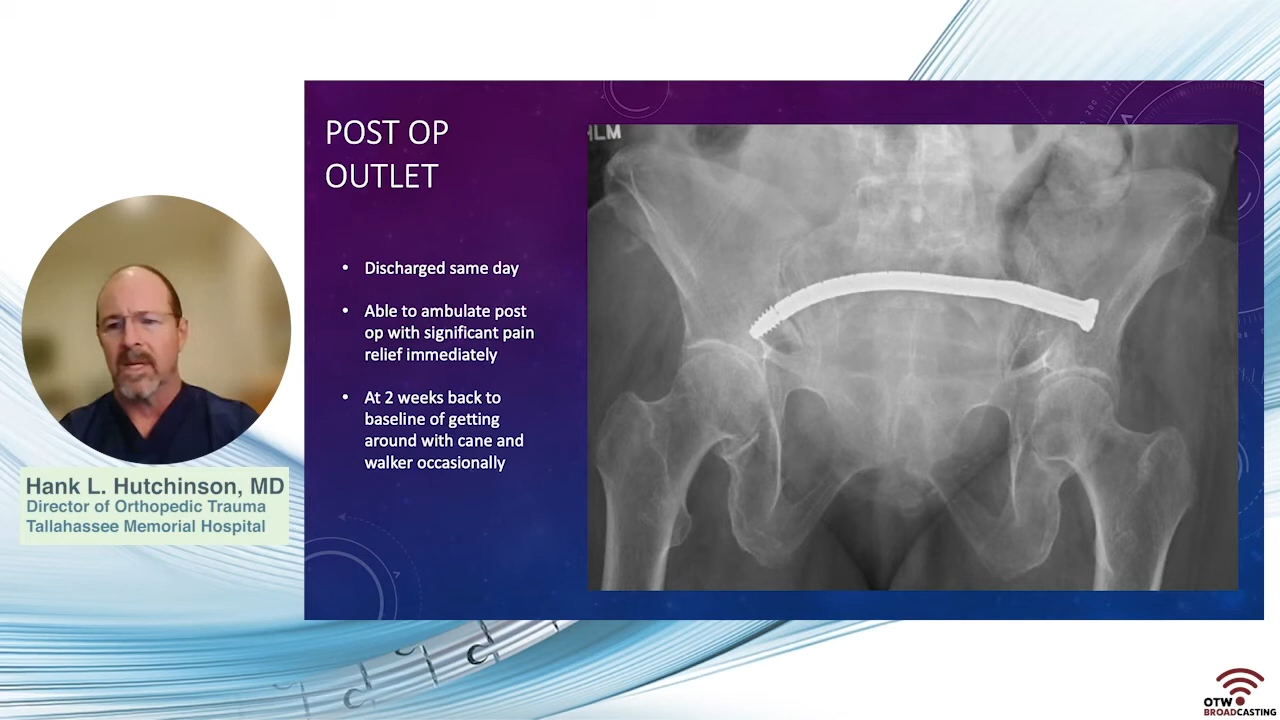 POST OP
OUTLET
HLM
• Discharged same day
• Able to ambulate post
op with significant pain
relief immediately
• At 2 weeks back to
baseline of getting
around with cane and
walker occasionally
Hank L. Hutchinson, MD
Director of Orthopedic Trauma
Tallahassee Memorial Hospital
OTW
BROADCASTING